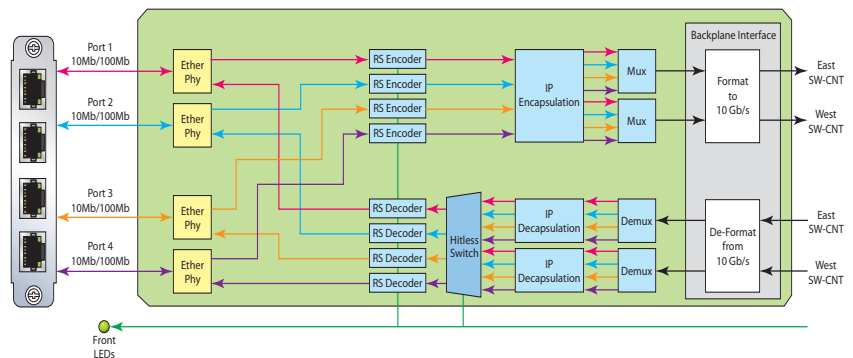 Port 1
10Mb/100Mb
Port 2
10Mb/100Mb
Port 3
10Mb/100Mb
Port 4
10Mb/100Mb
Ether
Phy
Ether
Phy
Ether
Phy
Ether
Phy
RS Encoder
RS Encoder
RS Encoder
RS Encoder
RS Decoder
RS Decoder
RS Decoder
RS Decoder
Hitless
Switch
IP
Encapsulation
IP
Decapsulation
IP
Decapsulation
Mux
Mux
Demux
Demux
Backplane Interface
Format
to
10 Gb/s
De-Format
from
10 Gb/s
East
SW-CNT
West
SW-CNT
East
SW-CNT
West
SW-CNT
Front
LEDs